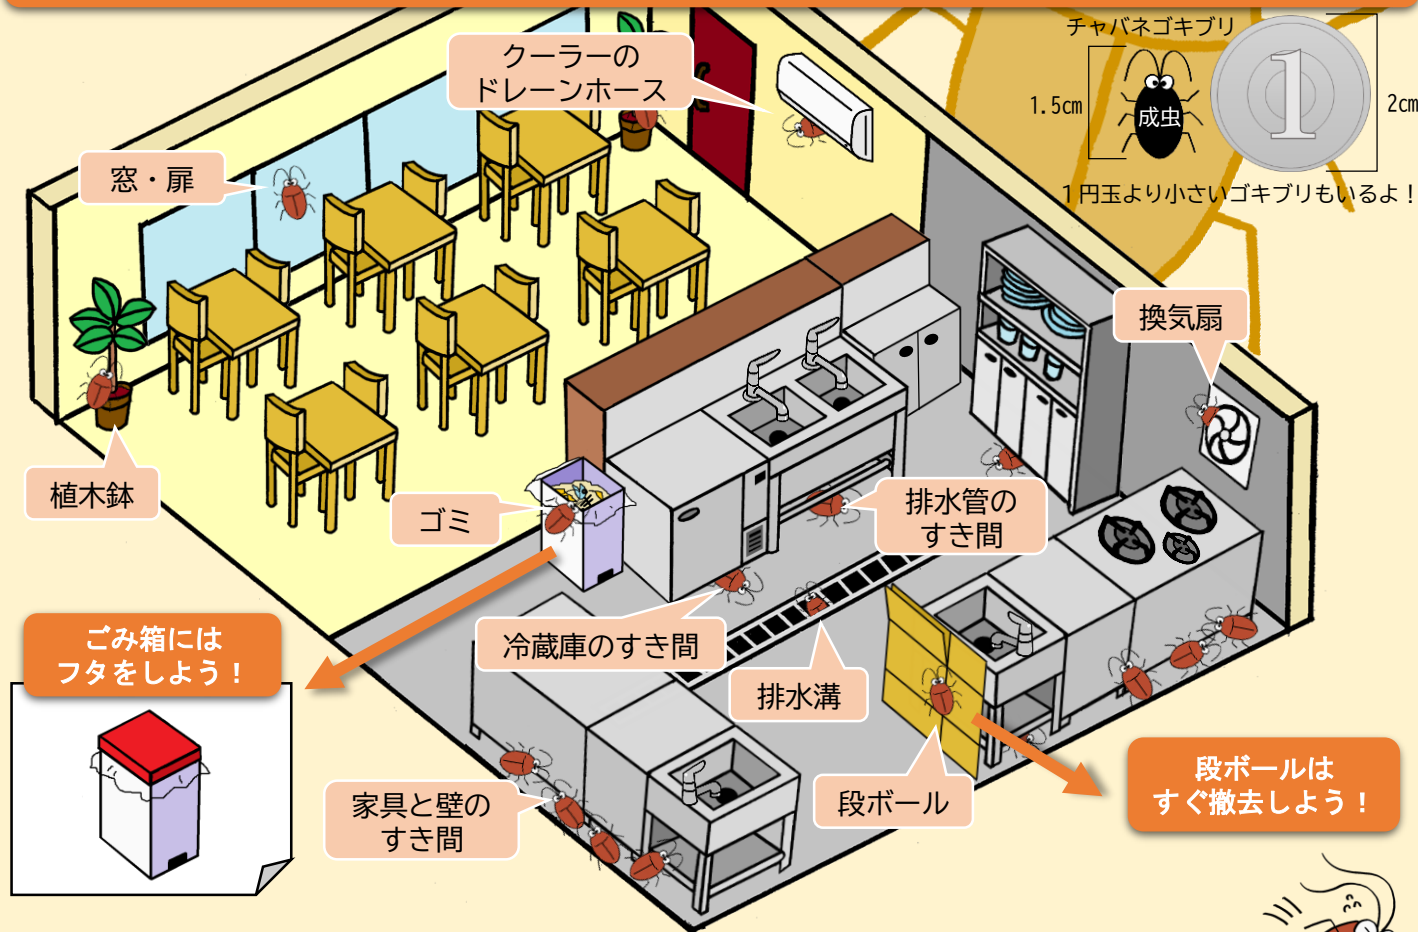 チャバネゴキブリ
1.5cm
成虫
1
2cm
１円玉より小さいゴキブリもいるよ！
クーラーの
ドレーンホース
窓・扉
換気扇
植木鉢
ゴミ
排水管の
すき間
冷蔵庫のすき間
排水溝
ごみ箱には
フタをしよう！
家具と壁の
すき間
段ボール
段ボールは
すぐ撤去しよう！